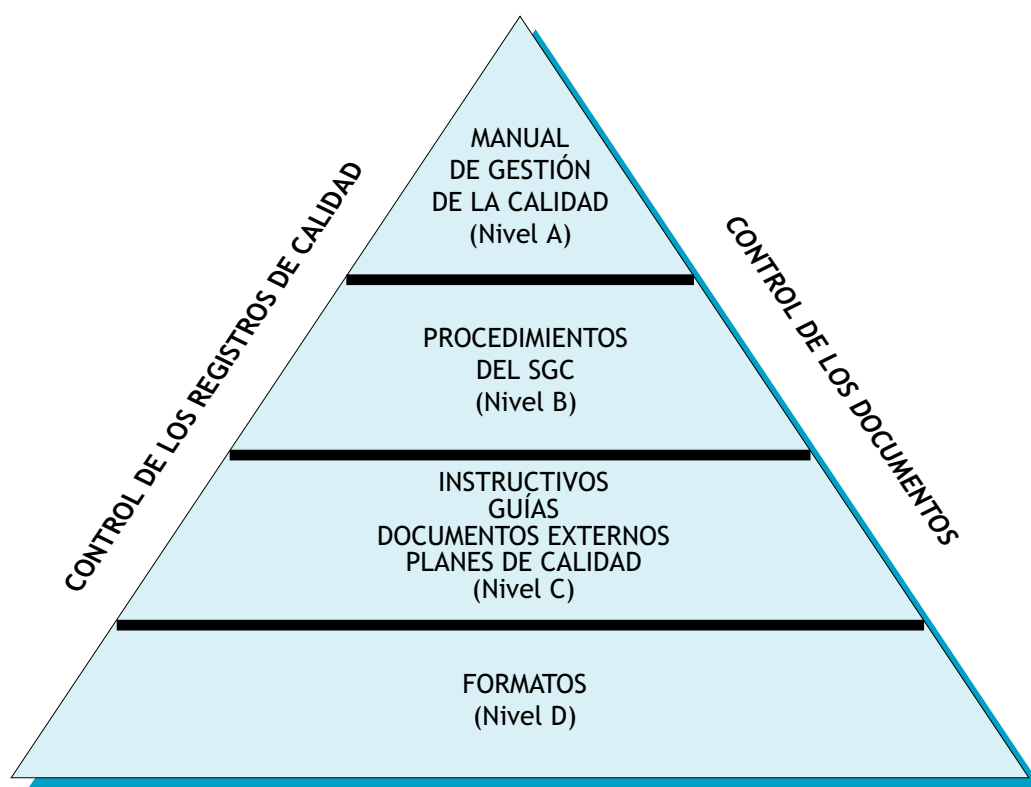 MANUAL
DE GESTIÓN
DE LA CALIDAD
(Nivel A)
CONTROL DE LOS REGISTROS DE CALIDAD
CONTROL DE LOS DOCUMENTOS
PROCEDIMIENTOS
DEL SGC
(Nivel B)
INSTRUCTIVOS
GUÍAS
DOCUMENTOS EXTERNOS
PLANES DE CALIDAD
(Nivel C)
FORMATOS
(Nivel D)